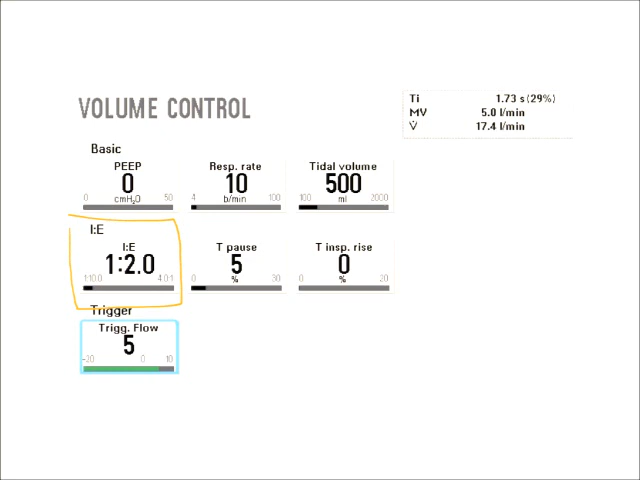 VOLUME CONTROL
Ti 1.73 s (29%)
MV 5.0 l/min
V̇ 17.4 l/min
Basic
PEEP Resp. rate Tidal volume
0 10 500
0 cmH₂O 50 4 b/min 100 100 ml 2000
I:E
I:E T pause T insp. rise
1:2.0 5 0
1:10.0 4.0:1 0 % 30 0 % 20
Trigger
Trigg. Flow
5
-20 0 10